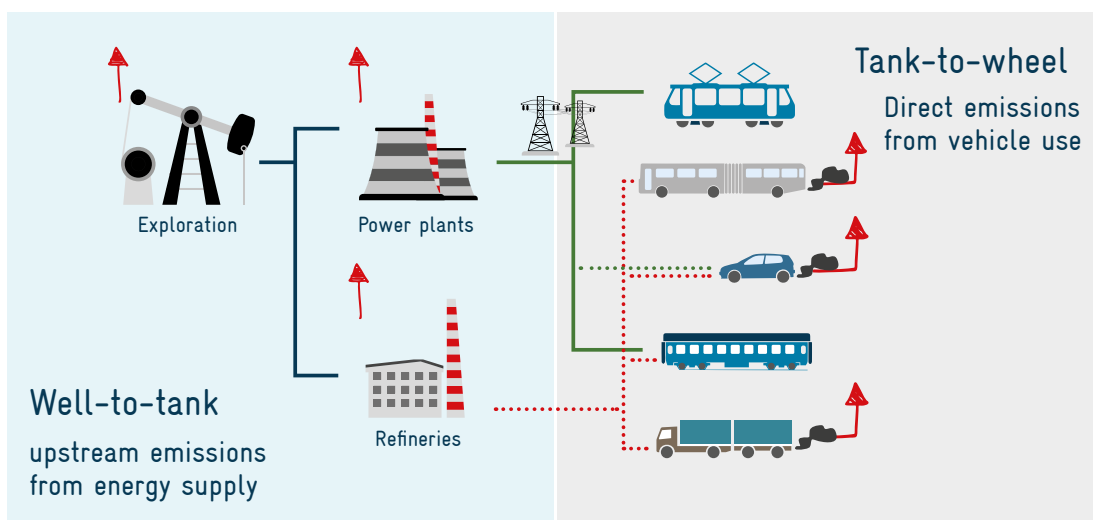 Tank-to-wheel
Direct emissions
from vehicle use
Exploration
Power plants
Refineries
Well-to-tank
upstream emissions
from energy supply